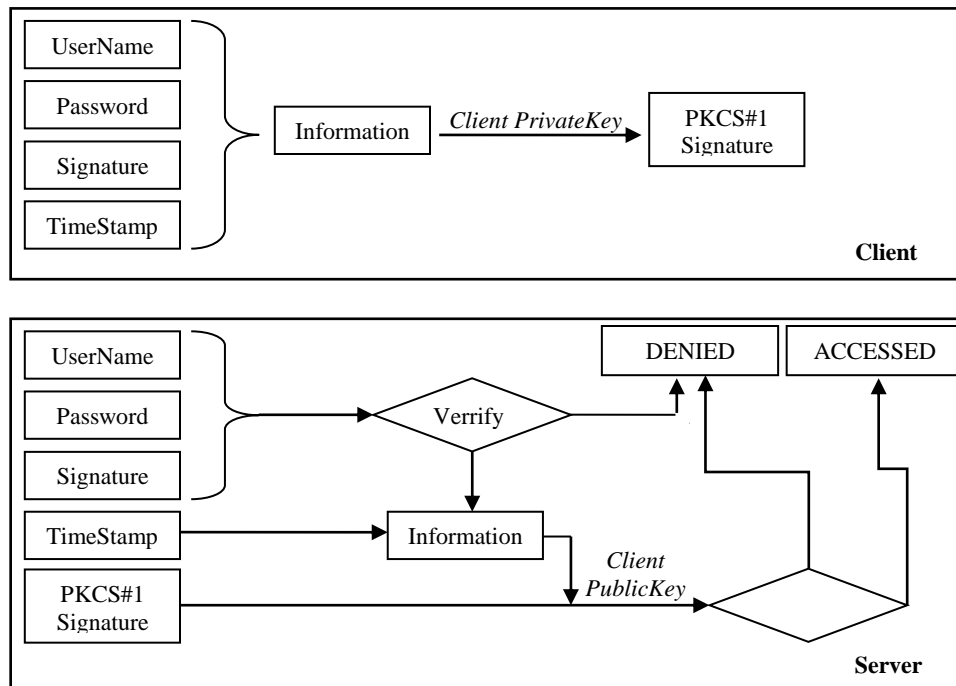 UserName
Password
Signature
TimeStamp
Information
Client PrivateKey
PKCS#1
Signature
Client
UserName
Password
Signature
TimeStamp
PKCS#1
Signature
Verrify
Information
Client
PublicKey
DENIED
ACCESSED
Server